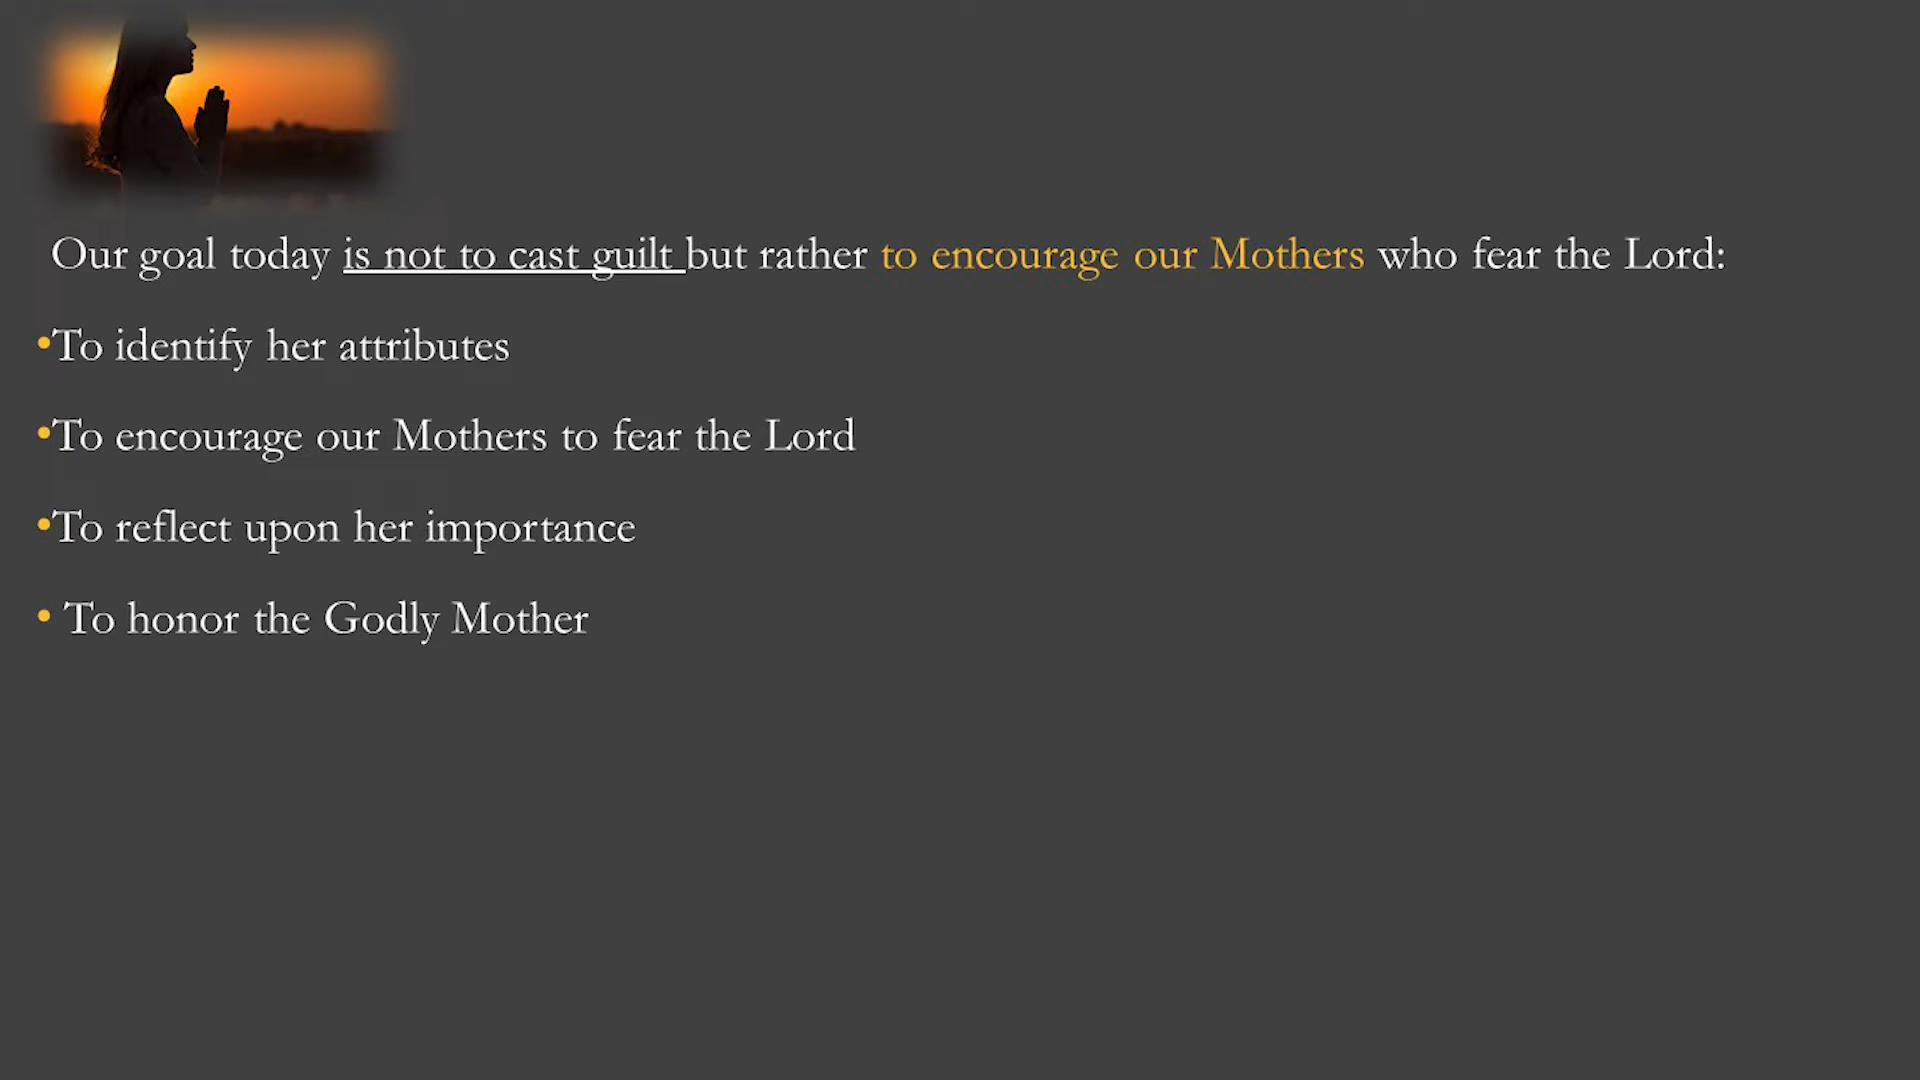 Our goal today is not to cast guilt but rather to encourage our Mothers who fear the Lord:
•To identify her attributes
•To encourage our Mothers to fear the Lord
•To reflect upon her importance
• To honor the Godly Mother